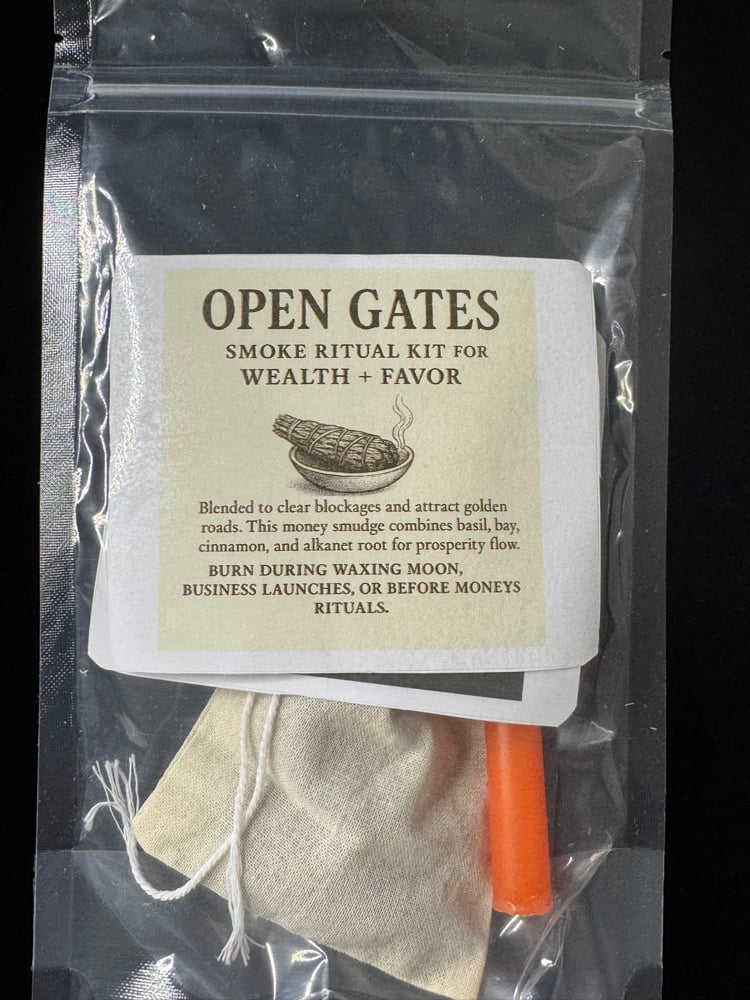 OPEN GATES
SMOKE RITUAL KIT FOR
WEALTH + FAVOR
Blended to clear blockages and attract golden
roads. This money smudge combines basil, bay,
cinnamon, and alkanet root for prosperity flow.
BURN DURING WAXING MOON,
BUSINESS LAUNCHES, OR BEFORE MONEYS
RITUALS.